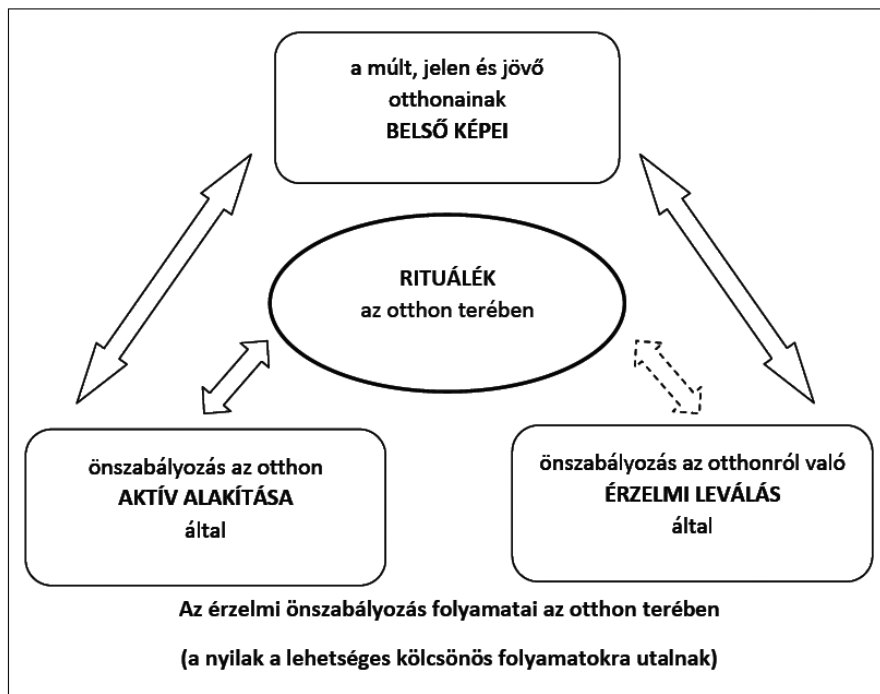 a múlt, jelen és jövő
otthonainak
BELSŐ KÉPEI
RITUÁLÉK
az otthon terében
önszabályozás az otthon
AKTÍV ALAKÍTÁSA
által
önszabályozás az otthonról való
ÉRZELMI LEVÁLÁS
által
Az érzelmi önszabályozás folyamatai az otthon terében
(a nyilak a lehetséges kölcsönös folyamatokra utalnak)